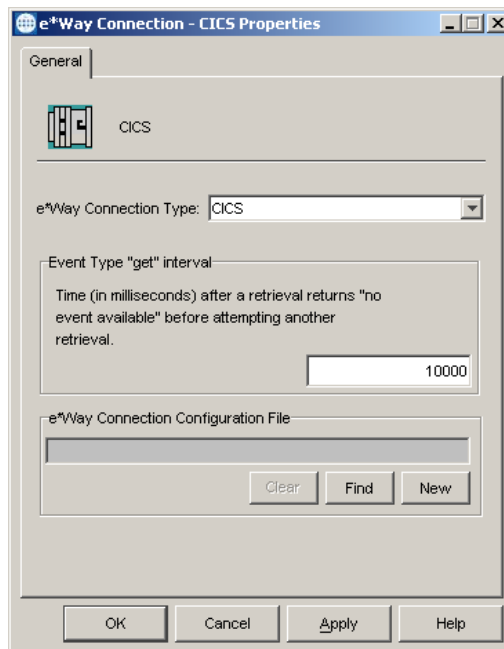 e*Way Connection - CICS Properties
General
CICS
e*Way Connection Type: CICS
Event Type "get" interval
Time (in milliseconds) after a retrieval returns "no
event available" before attempting another
retrieval.
10000
e*Way Connection Configuration File
Clear Find New
OK Cancel Apply Help